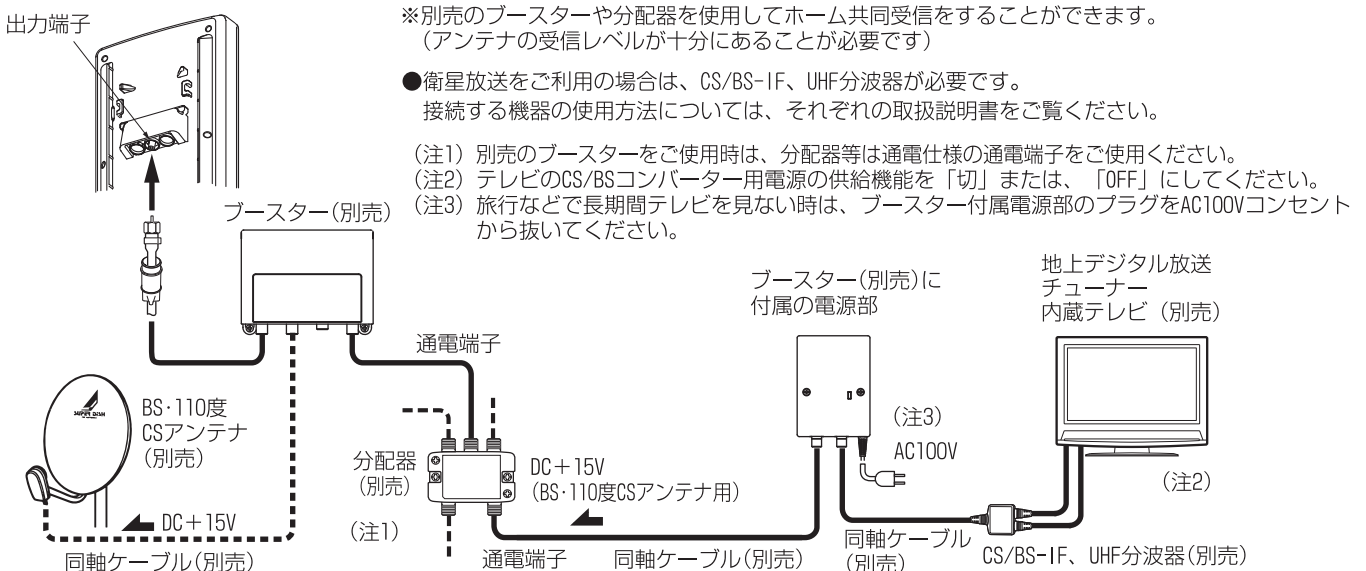 ※別売のブースターや分配器を使用してホーム共同受信をすることができます。
（アンテナの受信レベルが十分にあることが必要です）
●衛星放送をご利用の場合は、CS/BS-IF、UHF分波器が必要です。
接続する機器の使用方法については、それぞれの取扱説明書をご覧ください。
（注1）別売のブースターをご使用時は、分配器等は通電仕様の通電端子をご使用ください。
（注2）テレビのCS/BSコンバーター用電源の供給機能を「切」または、「OFF」にしてください。
（注3）旅行などで長期間テレビを見ない時は、ブースター付属電源部のプラグをAC100Vコンセント
から抜いてください。
出力端子
ブースター(別売)
通電端子
ブースター(別売)に
付属の電源部
地上デジタル放送
チューナー
内蔵テレビ（別売）
BS･110度
CSアンテナ
(別売)
分配器
(別売)
（注1）
DC＋15V
(BS･110度CSアンテナ用)
（注3）
AC100V
（注2）
DC＋15V
同軸ケーブル(別売)
通電端子
同軸ケーブル(別売)
同軸ケーブル
(別売)
CS/BS-IF、UHF分波器(別売)